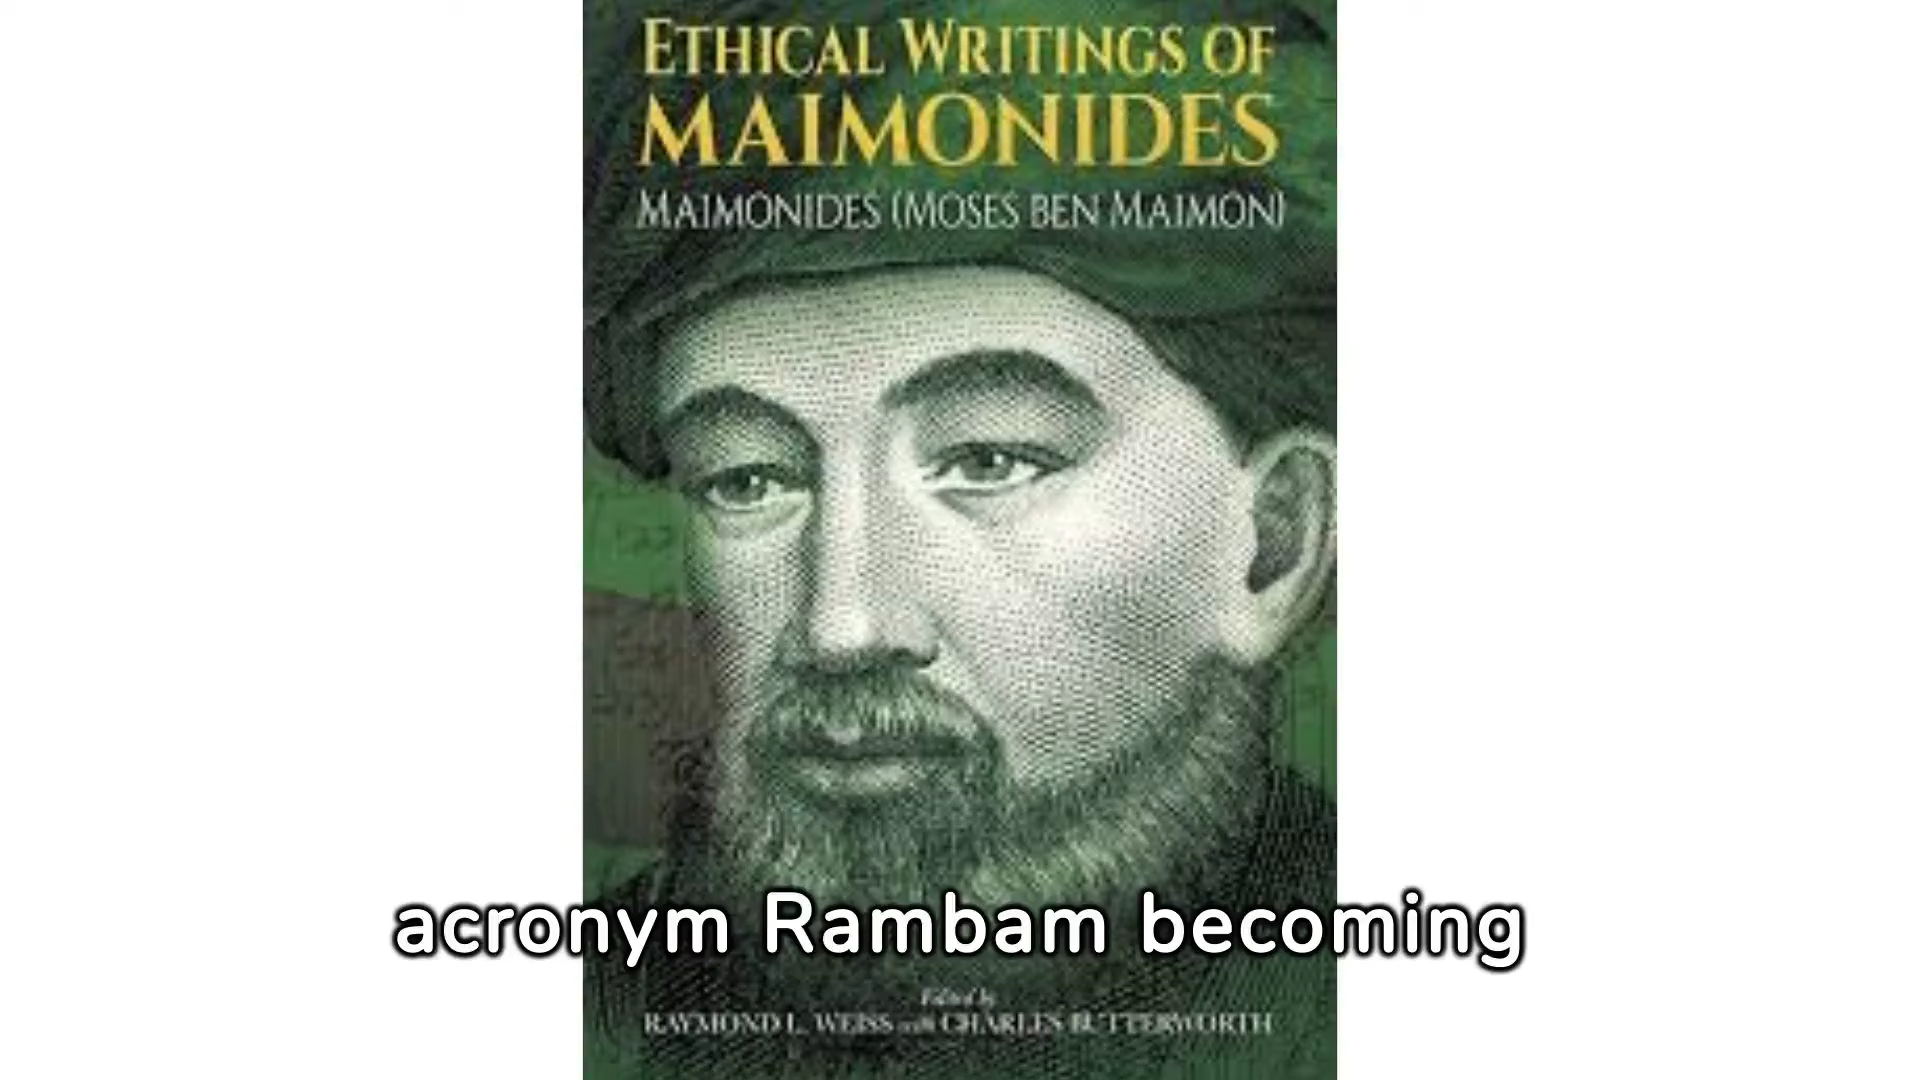 ETHICAL WRITINGS OF
MAIMONIDES
MAIMONIDES (MOSES BEN MAIMON)
acronym Rambam becoming
Edited by
RAYMOND L. WEISS with CHARLES BUTTERWORTH